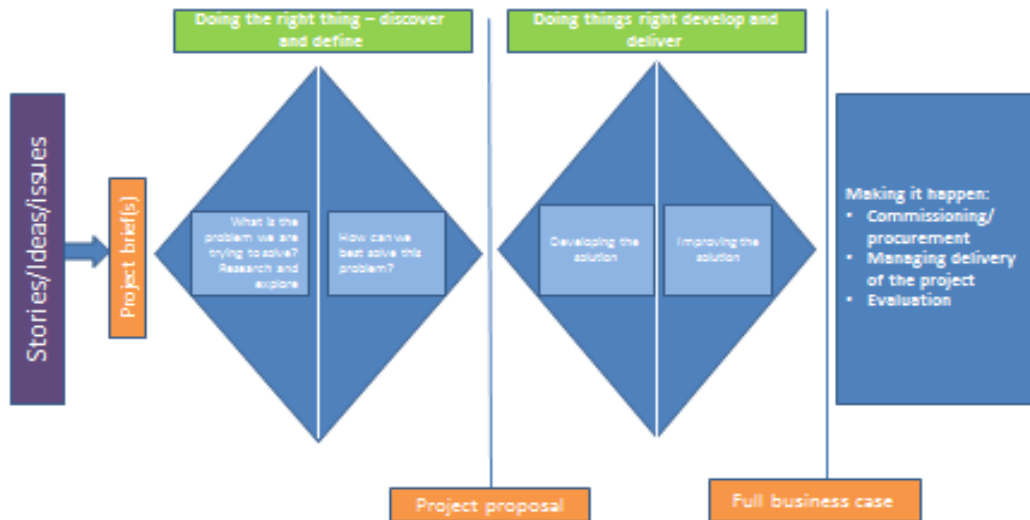 Doing the right thing – discover
and define
Doing things right develop and
deliver
Stories/Ideas/issues
Project brief(s)
What is the
problem we are
trying to solve?
Research and
explore
How can we
best solve this
problem?
Developing the
solution
Improving the
solution
Making it happen:
• Commissioning/
procurement
• Managing delivery
of the project
• Evaluation
Project proposal
Full business case